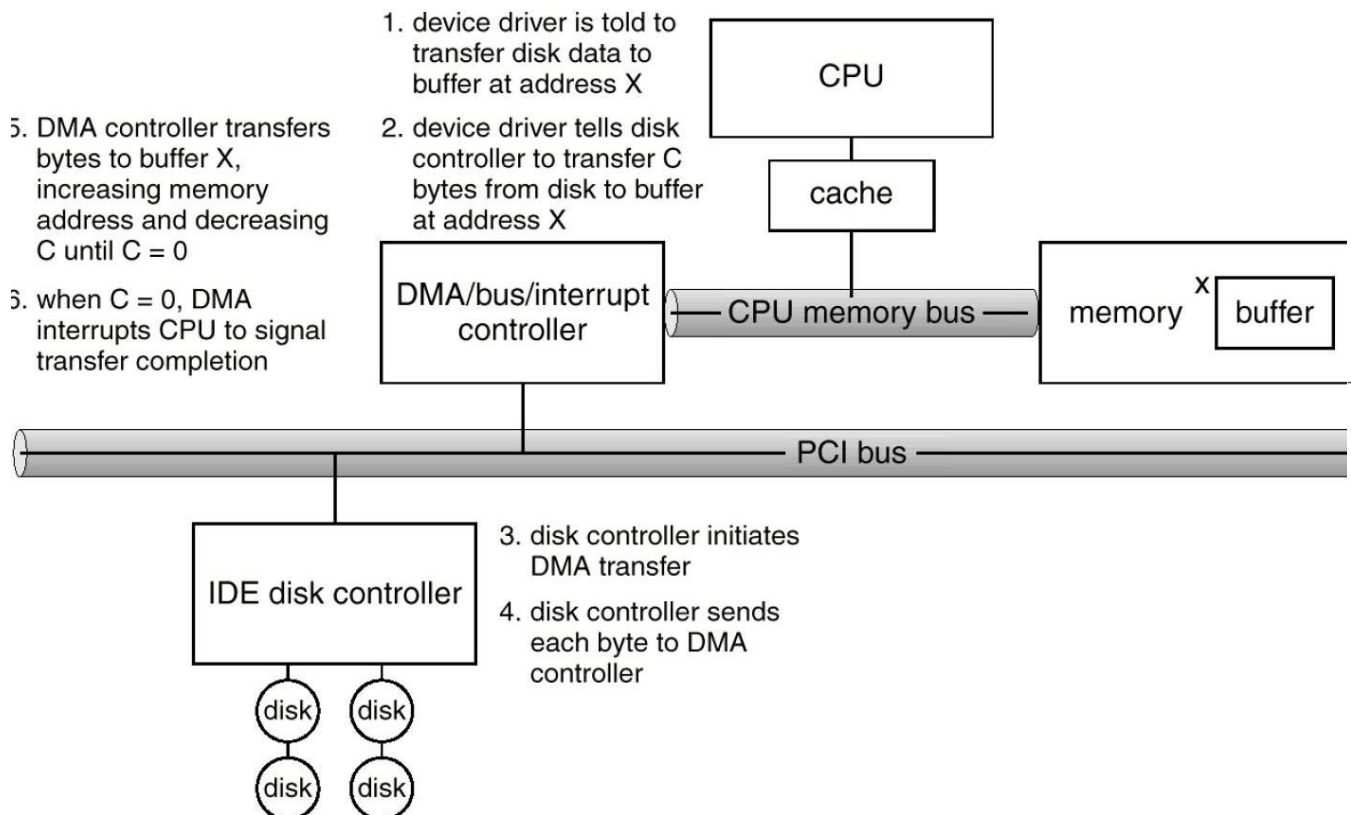 1. device driver is told to
transfer disk data to
buffer at address X
2. device driver tells disk
controller to transfer C
bytes from disk to buffer
at address X
5. DMA controller transfers
bytes to buffer X,
increasing memory
address and decreasing
C until C = 0
6. when C = 0, DMA
interrupts CPU to signal
transfer completion
CPU
cache
DMA/bus/interrupt
controller
CPU memory bus
memory
X
buffer
PCI bus
IDE disk controller
3. disk controller initiates
DMA transfer
4. disk controller sends
each byte to DMA
controller
disk
disk
disk
disk